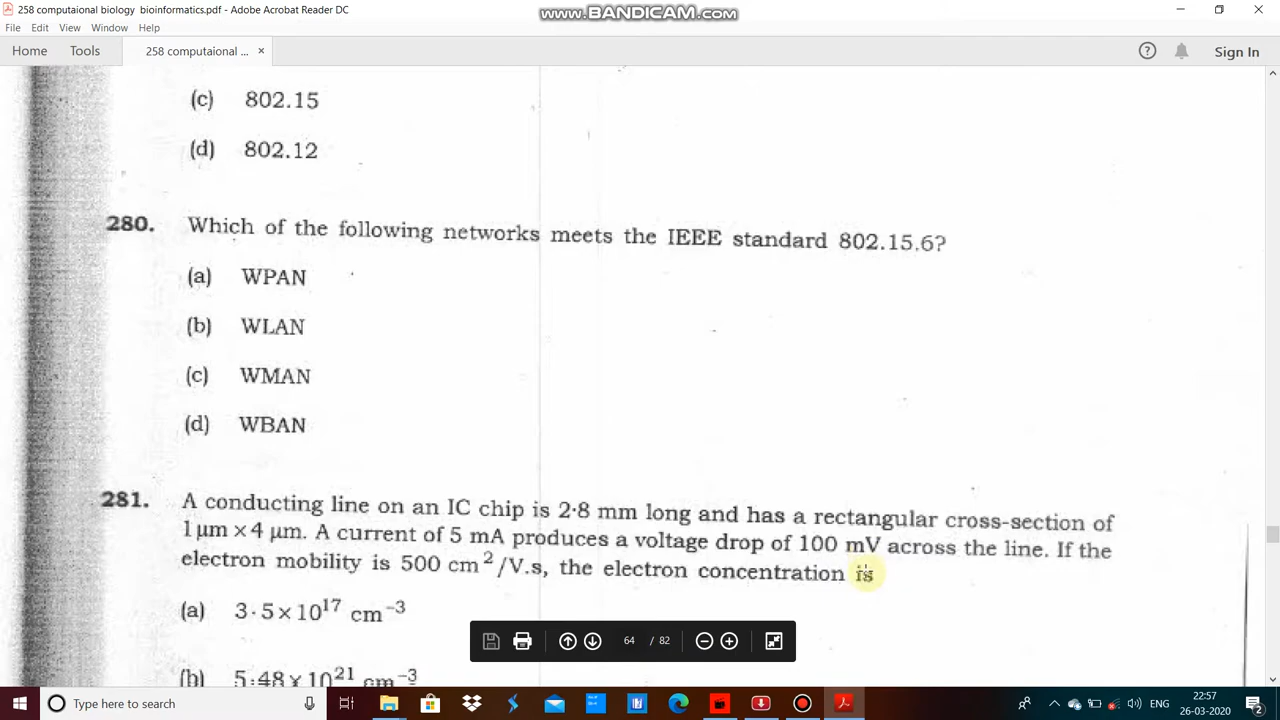 258 computaional biology bioinformatics.pdf - Adobe Acrobat Reader DC
www.BANDICAM.com
File Edit View Window Help
Home Tools 258 computaional ... × Sign In
(c) 802.15
(d) 802.12
280. Which of the following networks meets the IEEE standard 802.15.6?
(a) WPAN
(b) WLAN
(c) WMAN
(d) WBAN
281. A conducting line on an IC chip is 2·8 mm long and has a rectangular cross-section of
1 μm × 4 μm. A current of 5 mA produces a voltage drop of 100 mV across the line. If the
electron mobility is 500 cm²/V.s, the electron concentration is
(a) 3·5×10¹⁷ cm⁻³
64 / 82
(b) 5·48×10²¹ cm⁻³
Type here to search
ENG
22:57
26-03-2020
2